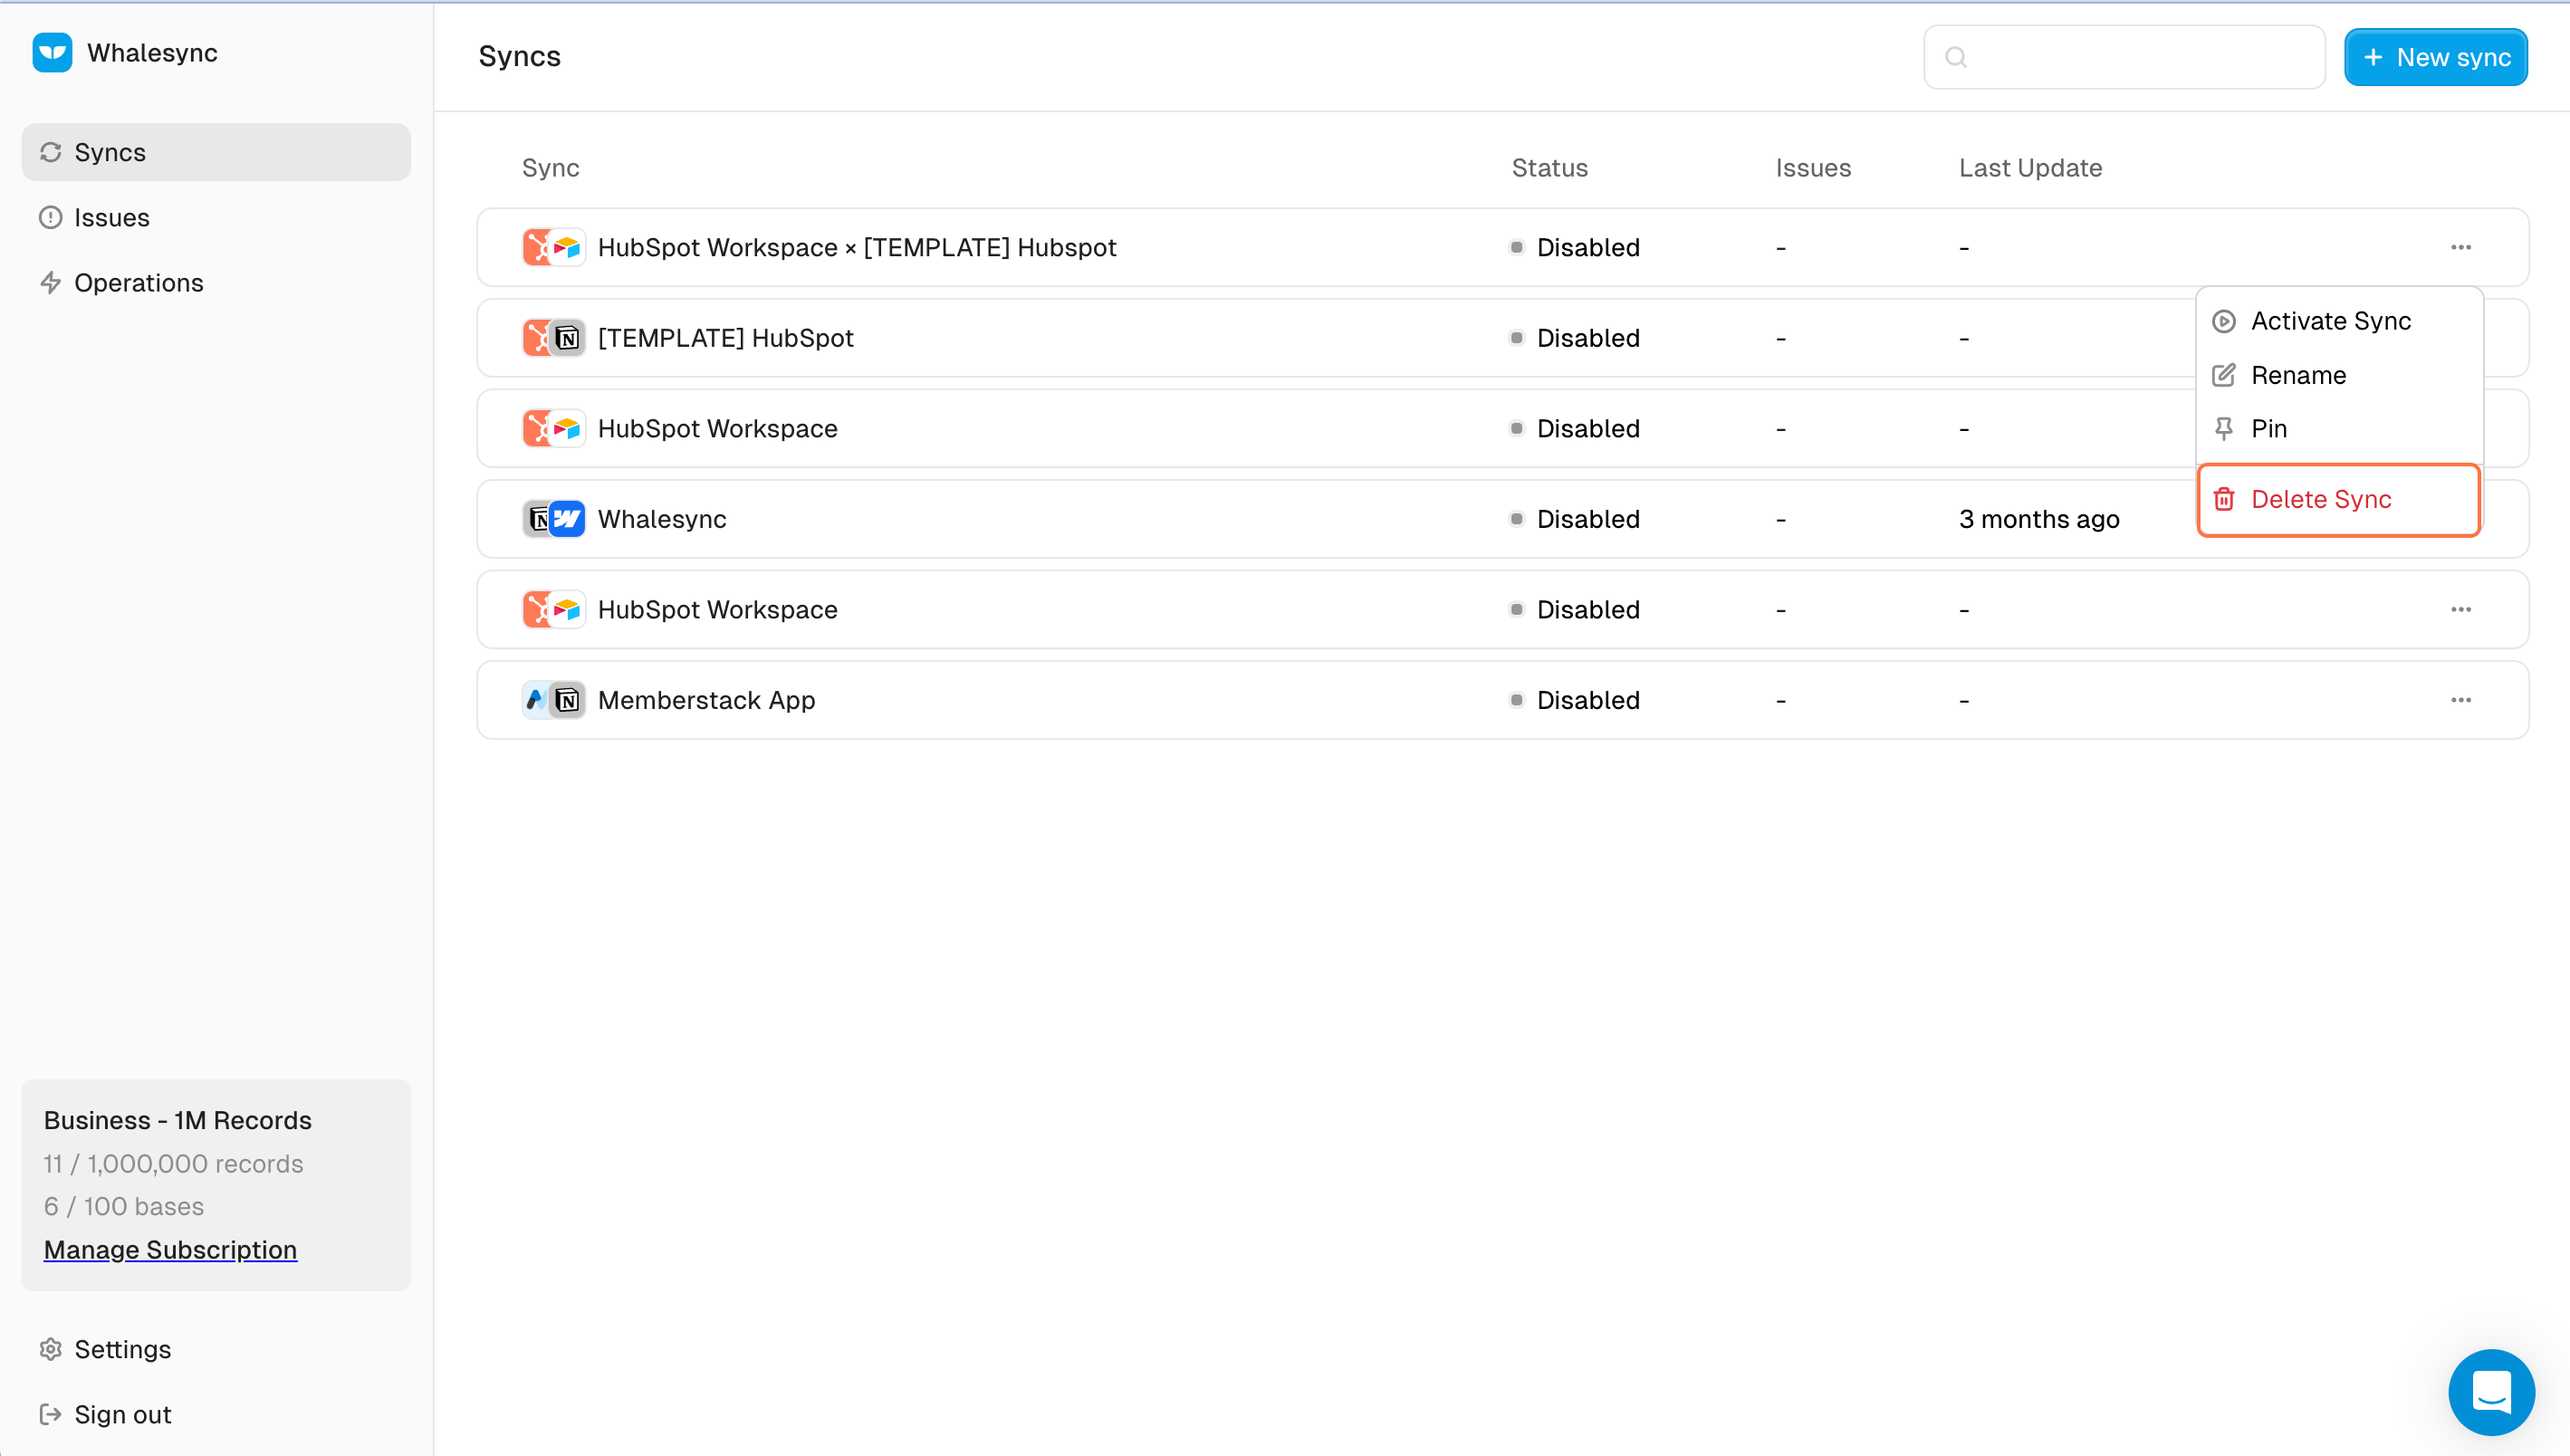 Whalesync
Syncs
Issues
Operations
Business - 1M Records
11 / 1,000,000 records
6 / 100 bases
Manage Subscription
Settings
Sign out
Syncs
+ New sync
Sync Status Issues Last Update
HubSpot Workspace × [TEMPLATE] Hubspot Disabled - -
[TEMPLATE] HubSpot Disabled - -
HubSpot Workspace Disabled - -
Whalesync Disabled - 3 months ago
HubSpot Workspace Disabled - -
Memberstack App Disabled - -
Activate Sync
Rename
Pin
Delete Sync